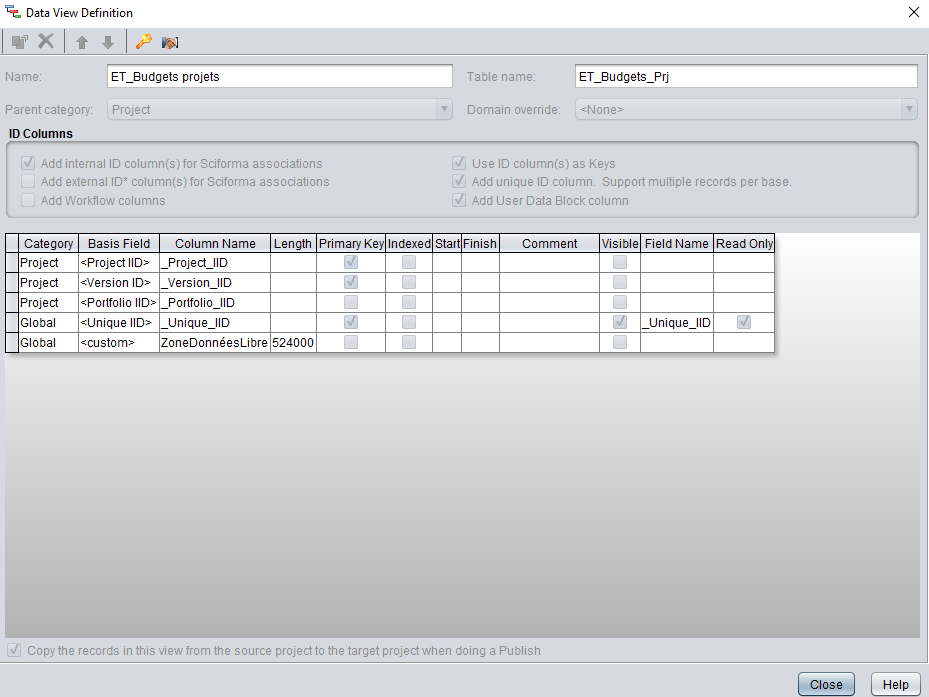 Data View Definition
Name: ET_Budgets projets Table name: ET_Budgets_Prj
Parent category: Project Domain override: <None>
ID Columns
Add internal ID column(s) for Sciforma associations Use ID column(s) as Keys
Add external ID* column(s) for Sciforma associations Add unique ID column. Support multiple records per base.
Add Workflow columns Add User Data Block column
Category Basis Field Column Name Length Primary Key Indexed Start Finish Comment Visible Field Name Read Only
Project <Project IID> _Project_IID
Project <Version ID> _Version_IID
Project <Portfolio IID> _Portfolio_IID
Global <Unique IID> _Unique_IID _Unique_IID
Global <custom> ZoneDonnéesLibre 524000
Copy the records in this view from the source project to the target project when doing a Publish
Close Help